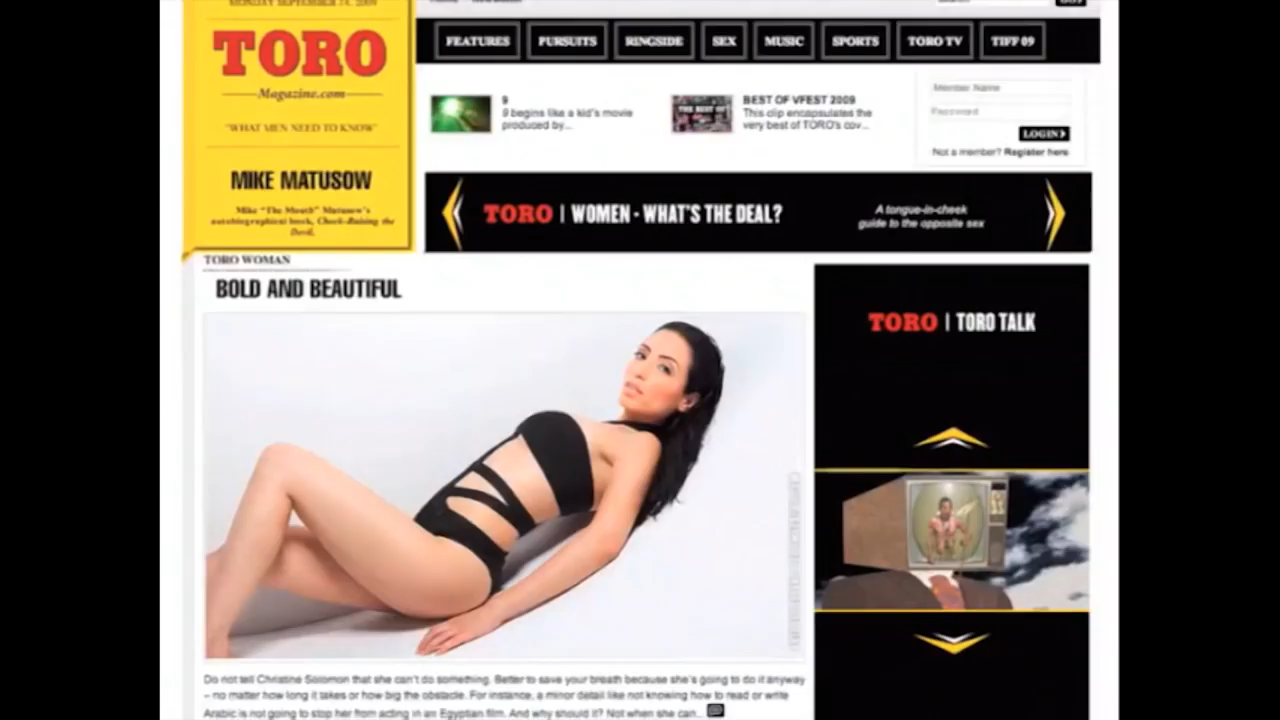 MONDAY SEPTEMBER 14, 2009
TORO
Magazine.com
"WHAT MEN NEED TO KNOW"
MIKE MATUSOW
Mike "The Mouth" Matusow's
autobiographical book, Check-Raising the
Devil.
FEATURES PURSUITS RINGSIDE SEX MUSIC SPORTS TORO TV TIFF 09
9
9 begins like a kid's movie
produced by...
BEST OF VFEST 2009
This clip encapsulates the
very best of TORO's cov...
Member Name
Password
LOGIN
Not a member? Register here
TORO | WOMEN - WHAT'S THE DEAL?
A tongue-in-cheek
guide to the opposite sex
TORO WOMAN
BOLD AND BEAUTIFUL
TORO | TORO TALK
Do not tell Christine Solomon that she can't do something. Better to save your breath because she's going to do it anyway
– no matter how long it takes or how big the obstacle. For instance, a minor detail like not knowing how to read or write
Arabic is not going to stop her from acting in an Egyptian film. And why should it? Not when she can...